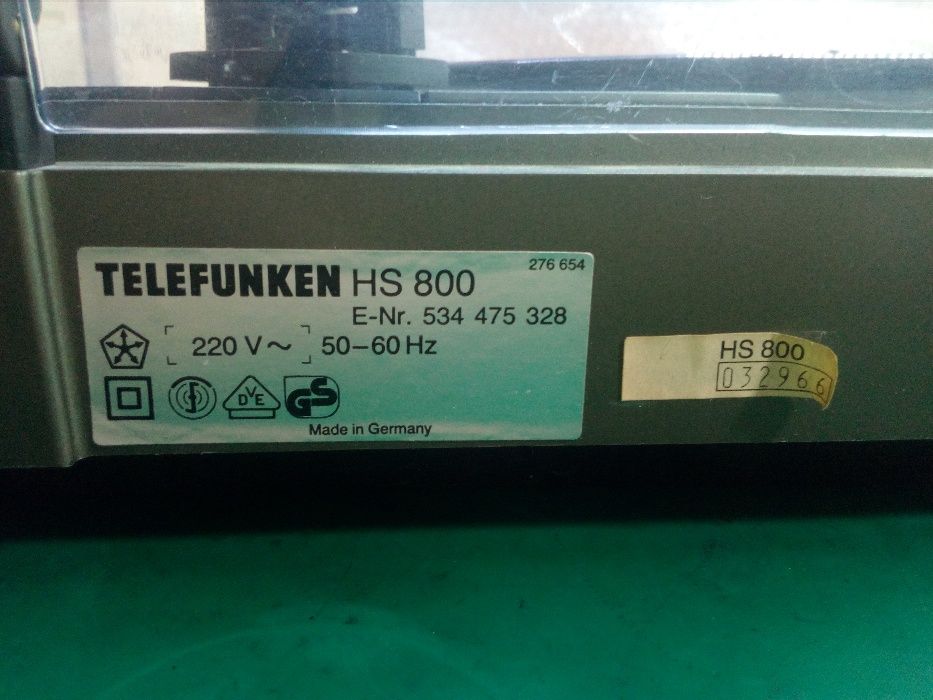 TELEFUNKEN HS 800
276 654
E-Nr. 534 475 328
220 V~ 50–60 Hz
DVE
GS
Made in Germany
HS 800
032966